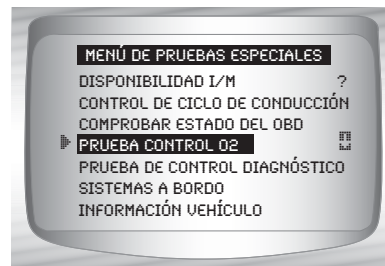 MENÚ DE PRUEBAS ESPECIALES
DISPONIBILIDAD I/M ?
CONTROL DE CICLO DE CONDUCCIÓN
COMPROBAR ESTADO DEL OBD
PRUEBA CONTROL O2
PRUEBA DE CONTROL DIAGNÓSTICO
SISTEMAS A BORDO
INFORMACIÓN VEHÍCULO